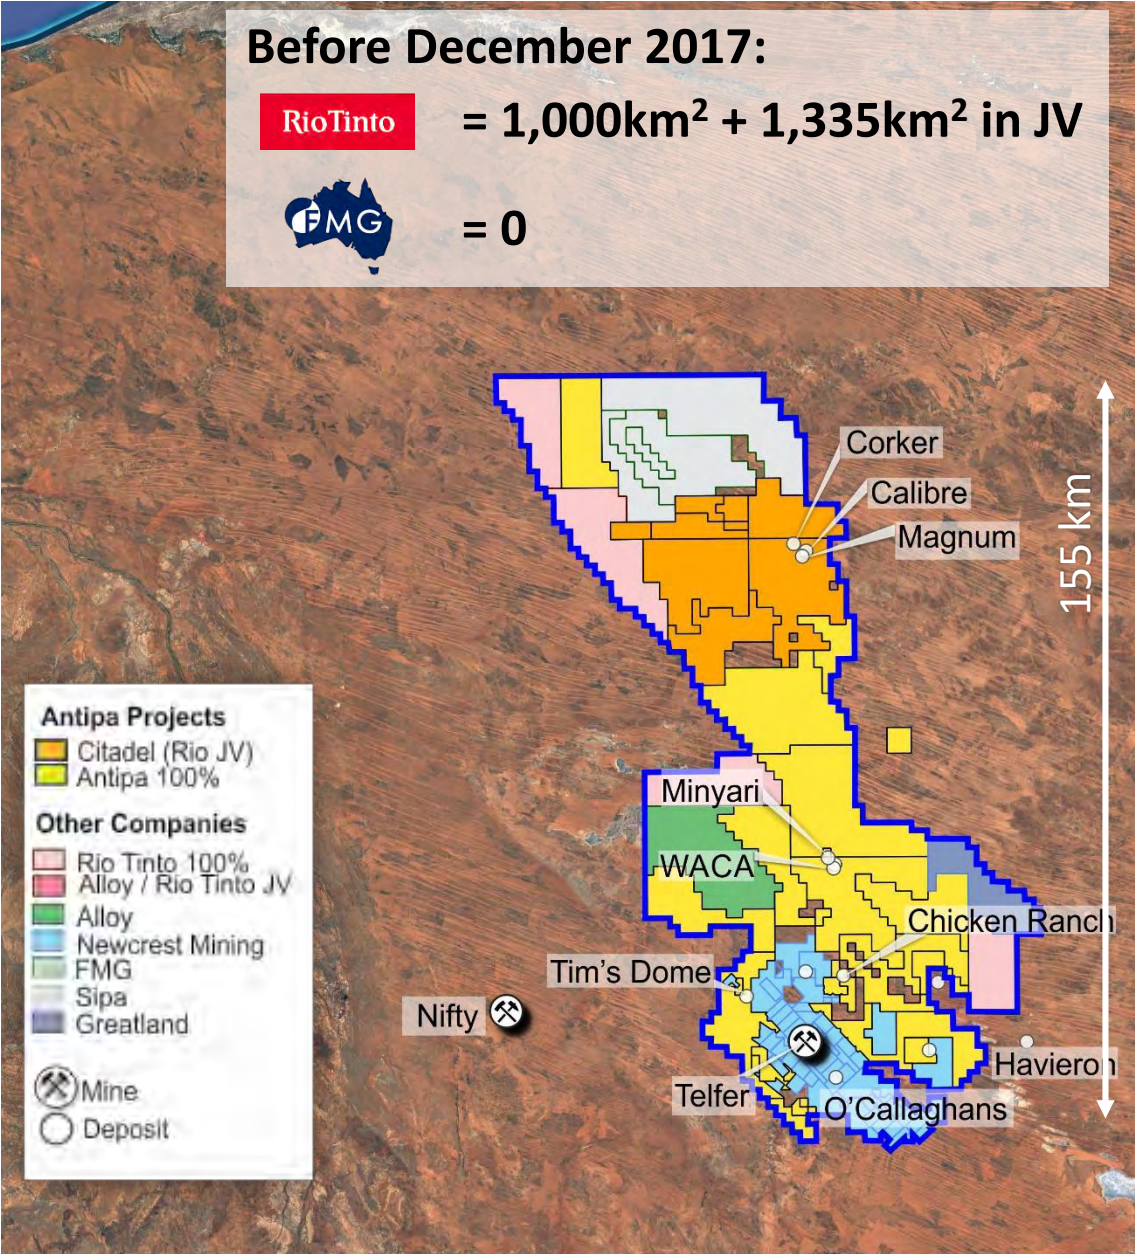 Before December 2017:
RioTinto = 1,000km² + 1,335km² in JV
FMG = 0
Corker
Calibre
Magnum
155 km
Antipa Projects
Citadel (Rio JV)
Antipa 100%
Other Companies
Rio Tinto 100%
Alloy / Rio Tinto JV
Alloy
Newcrest Mining
FMG
Sipa
Greatland
Mine
Deposit
Minyari
WACA
Chicken Ranch
Tim's Dome
Nifty
Havieron
Telfer
O'Callaghans